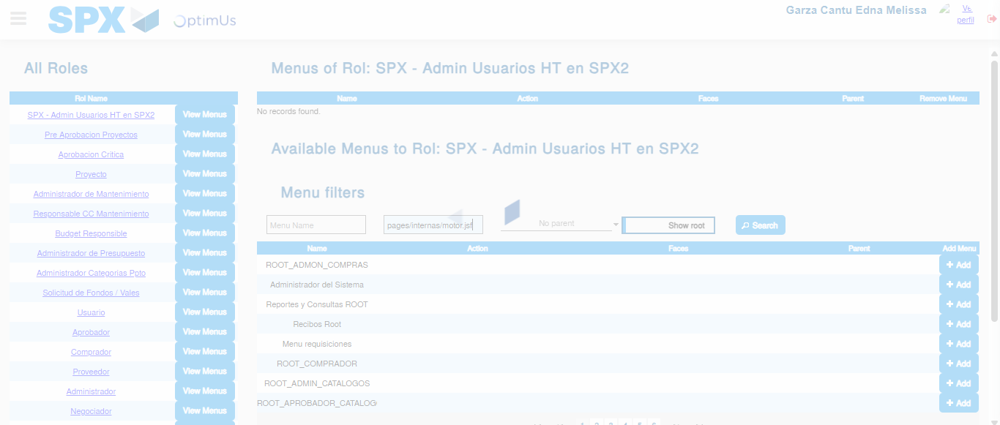 SPX OptimUs Garza Cantu Edna Melissa perfil
All Roles
Rol Name
SPX - Admin Usuarios HT en SPX2 View Menus
Pre Aprobacion Proyectos View Menus
Aprobacion Critica View Menus
Proyecto View Menus
Administrador de Mantenimiento View Menus
Responsable CC Mantenimiento View Menus
Budget Responsible View Menus
Administrador de Presupuesto View Menus
Administrador Categorias Ppto View Menus
Solicitud de Fondos / Vales View Menus
Usuario View Menus
Aprobador View Menus
Comprador View Menus
Proveedor View Menus
Administrador View Menus
Negociador View Menus
Menus of Rol: SPX - Admin Usuarios HT en SPX2
Name Action Faces Parent Remove Menu
No records found.
Available Menus to Rol: SPX - Admin Usuarios HT en SPX2
Menu filters
Menu Name pages/internas/motor.jsf No parent Show root Search
Name Action Faces Parent Add Menu
ROOT_ADMON_COMPRAS Add
Administrador del Sistema Add
Reportes y Consultas ROOT Add
Recibos Root Add
Menu requisiciones Add
ROOT_COMPRADOR Add
ROOT_ADMIN_CATALOGOS Add
ROOT_APROBADOR_CATALOG Add